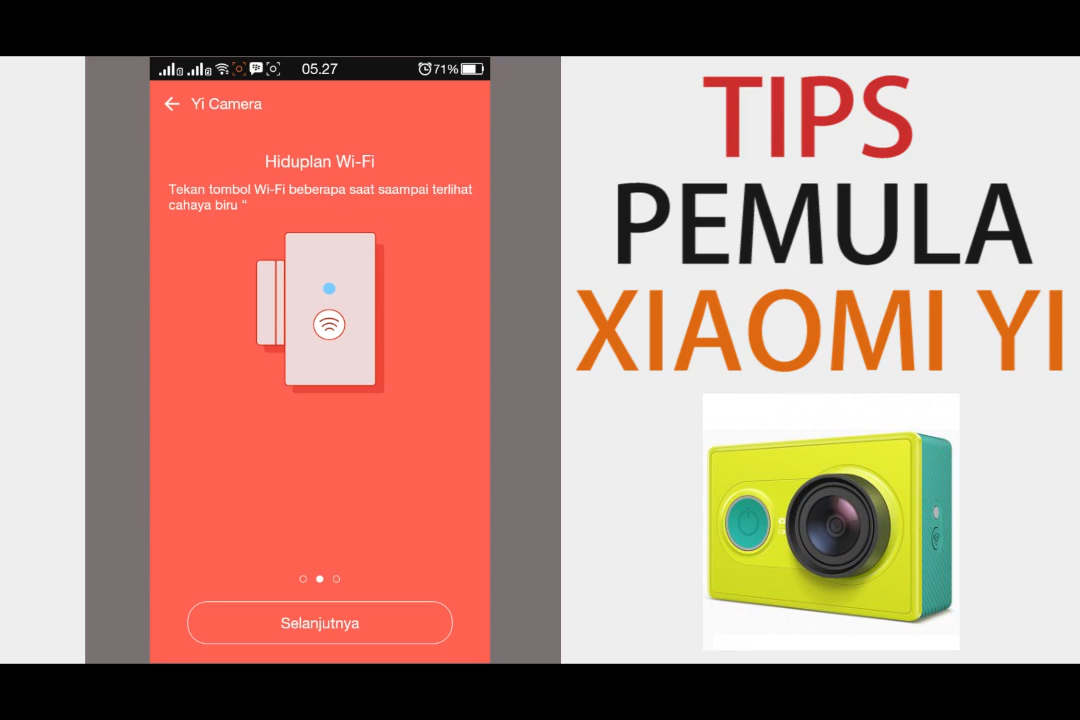 05.27
71%
Yi Camera
Hiduplan Wi-Fi
Tekan tombol Wi-Fi beberapa saat saampai terlihat
cahaya biru “
Selanjutnya
TIPS
PEMULA
XIAOMI YI